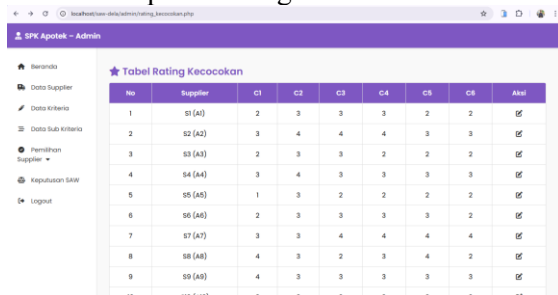 localhost/saw-dela/admin/rating_kecocokan.php
SPK Apotek – Admin
Beranda
Data Supplier
Data Kriteria
Data Sub Kriteria
Pemilihan
Supplier
Keputusan SAW
Logout
Tabel Rating Kecocokan
No Supplier C1 C2 C3 C4 C5 C6 Aksi
1 S1 (A1) 2 3 3 3 2 2
2 S2 (A2) 3 4 4 4 3 3
3 S3 (A3) 2 3 3 2 2 2
4 S4 (A4) 3 4 3 3 3 3
5 S5 (A5) 1 3 2 2 2 2
6 S6 (A6) 2 3 3 3 3 2
7 S7 (A7) 3 3 4 4 4 4
8 S8 (A8) 4 3 2 3 4 2
9 S9 (A9) 4 3 3 3 3 3